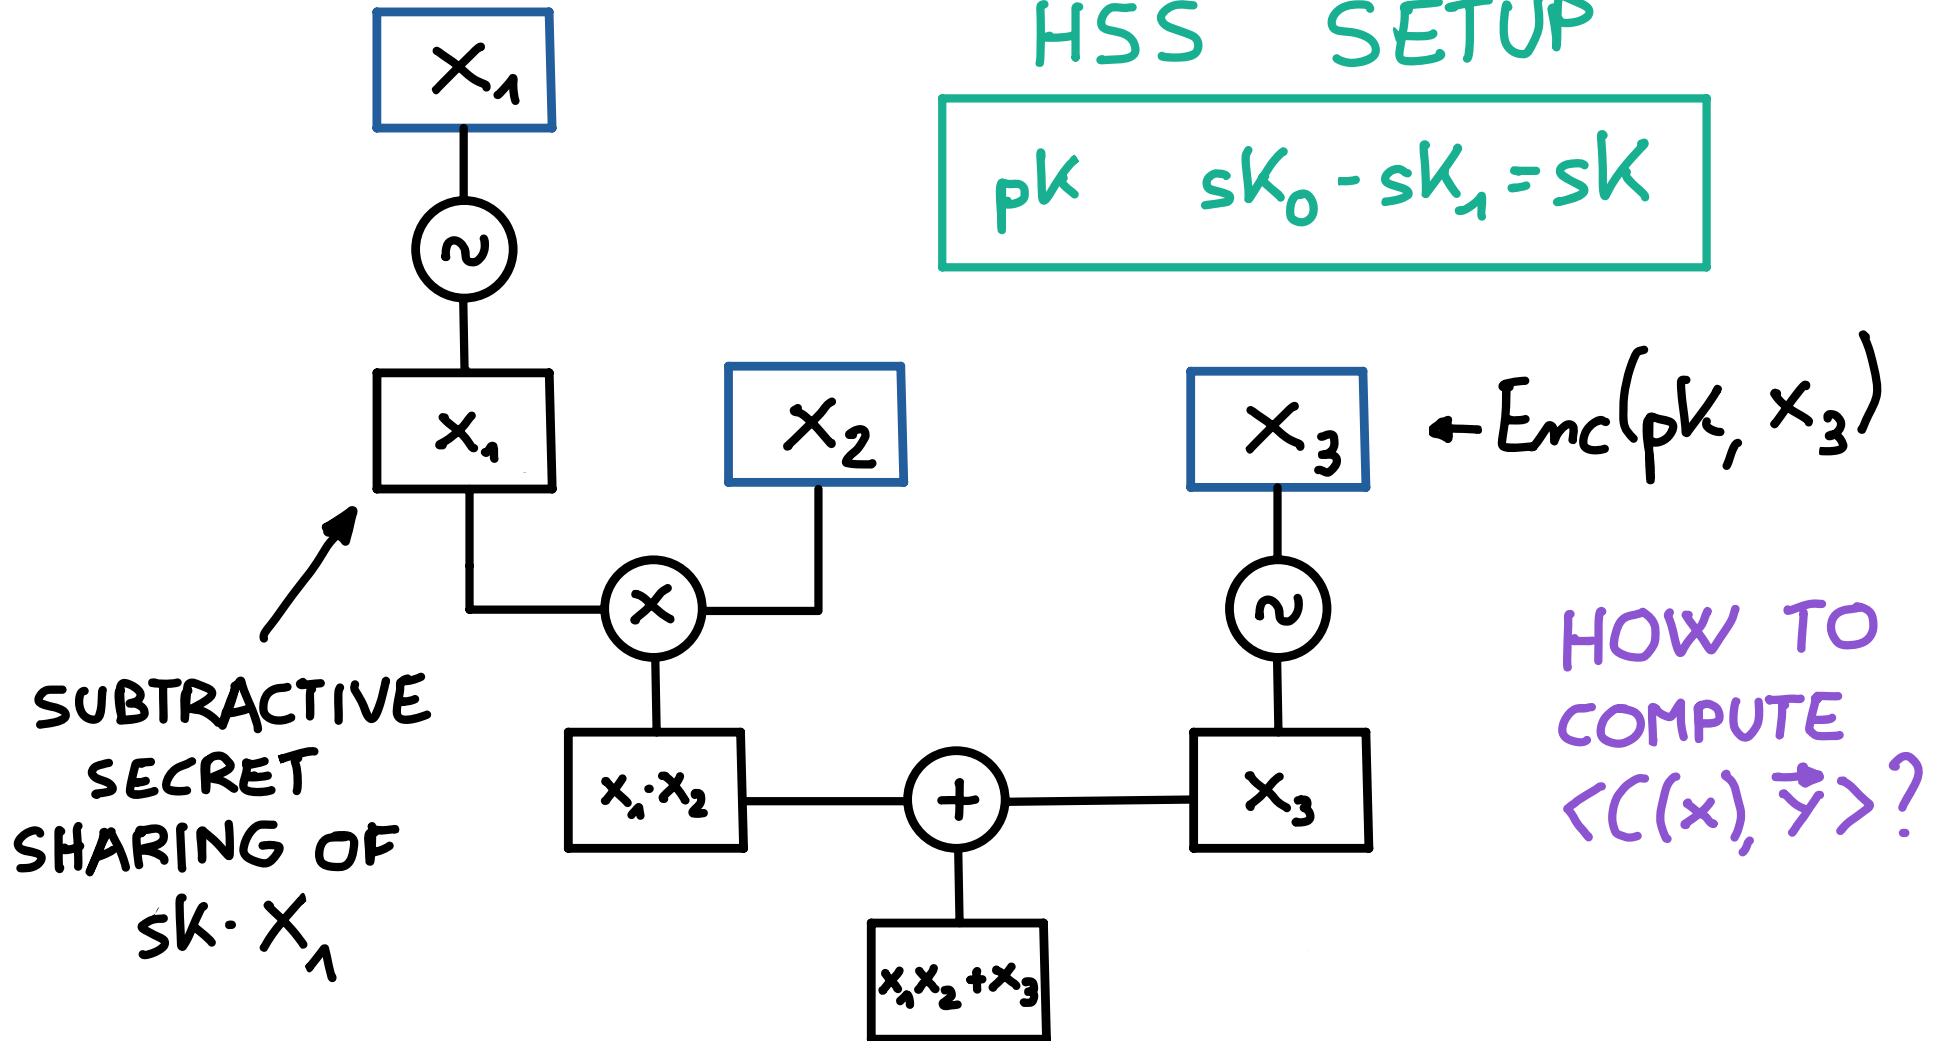 X₁
HSS SETUP
pK sK₀ - sK₁ = sK
~
x₁
X₂
X₃
← Enc(pK, x₃)
x
~
HOW TO
COMPUTE
<C(x), y⃗>?
SUBTRACTIVE
SECRET
SHARING OF
sK · X₁
x₁·x₂
+
x₃
x₁x₂+x₃